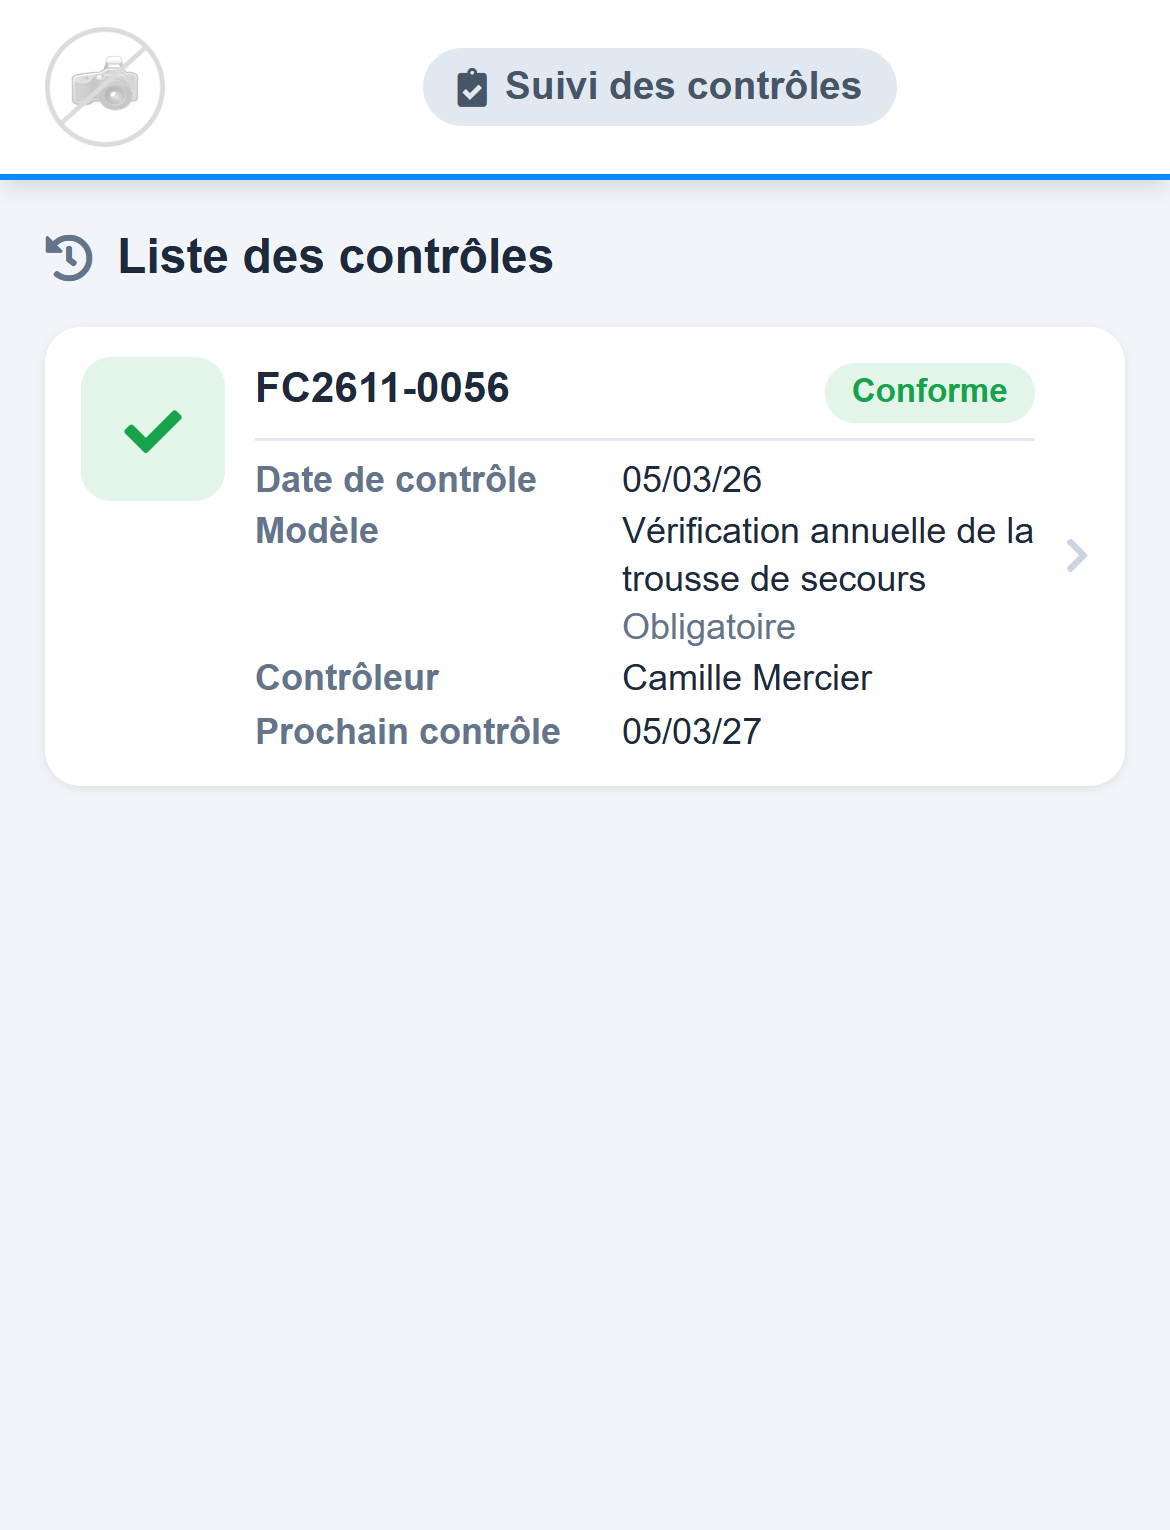 Suivi des contrôles
Liste des contrôles
FC2611-0056
Conforme
Date de contrôle 05/03/26
Modèle Vérification annuelle de la
trousse de secours
Obligatoire
Contrôleur Camille Mercier
Prochain contrôle 05/03/27